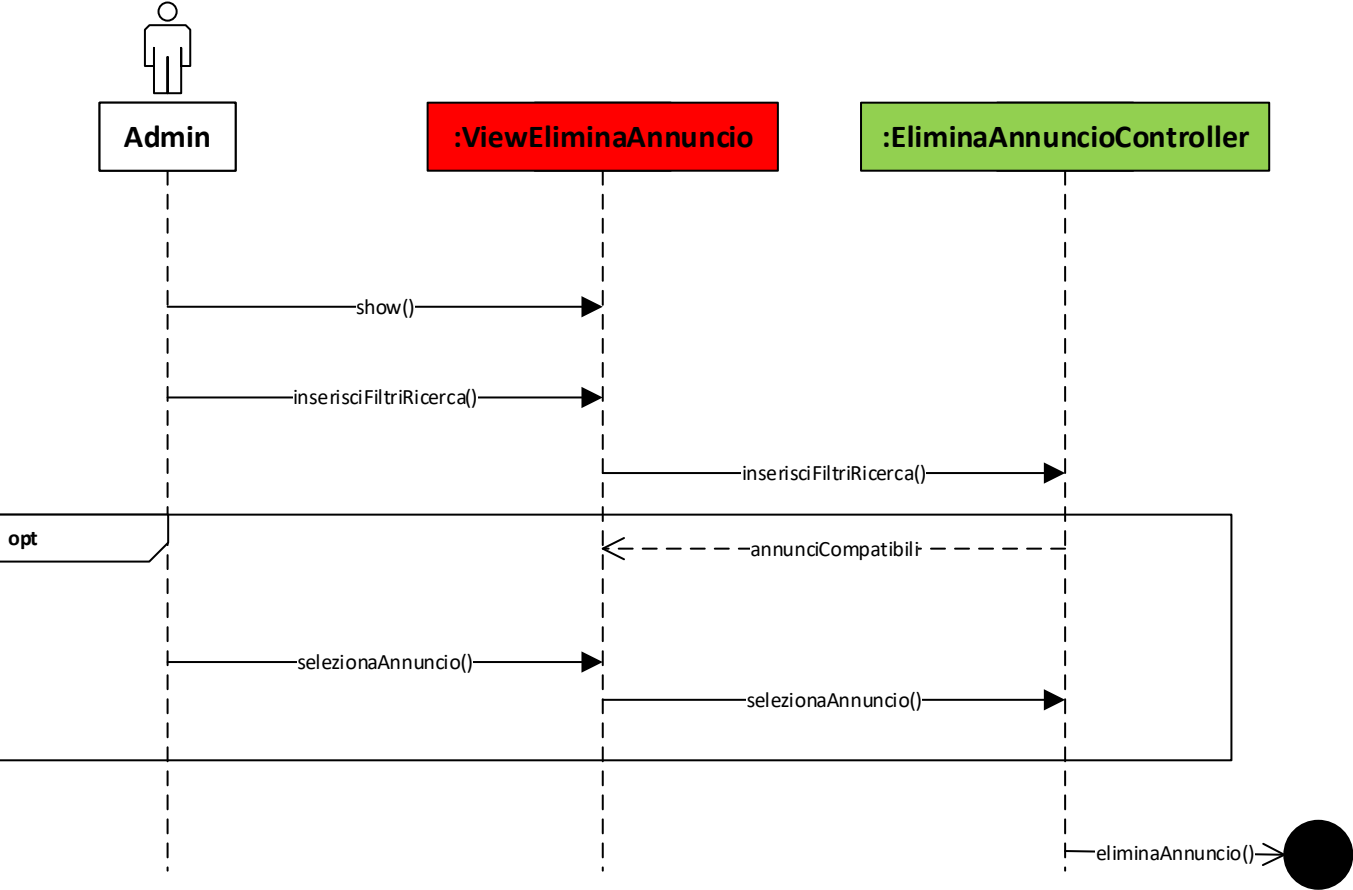 Admin
:ViewEliminaAnnuncio
:EliminaAnnuncioController
show()
inserisciFiltriRicerca()
inserisciFiltriRicerca()
opt
annunciCompatibili
selezionaAnnuncio()
selezionaAnnuncio()
eliminaAnnuncio()